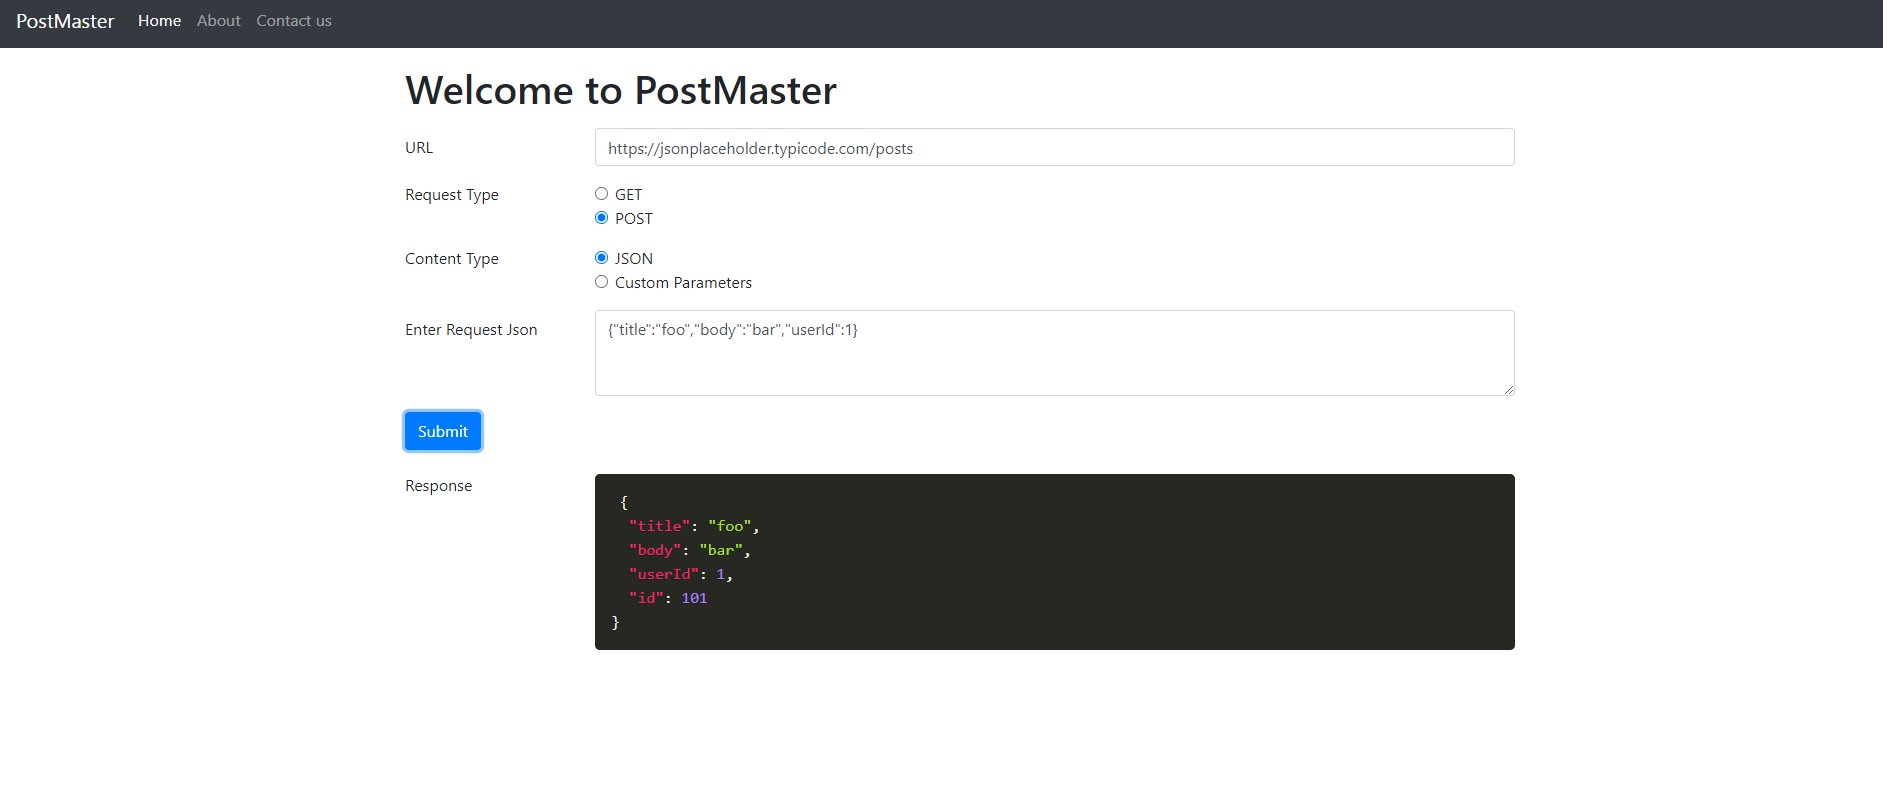 PostMaster Home About Contact us
Welcome to PostMaster
URL https://jsonplaceholder.typicode.com/posts
Request Type GET
POST
Content Type JSON
Custom Parameters
Enter Request Json {"title":"foo","body":"bar","userId":1}
Submit
Response
{
"title": "foo",
"body": "bar",
"userId": 1,
"id": 101
}